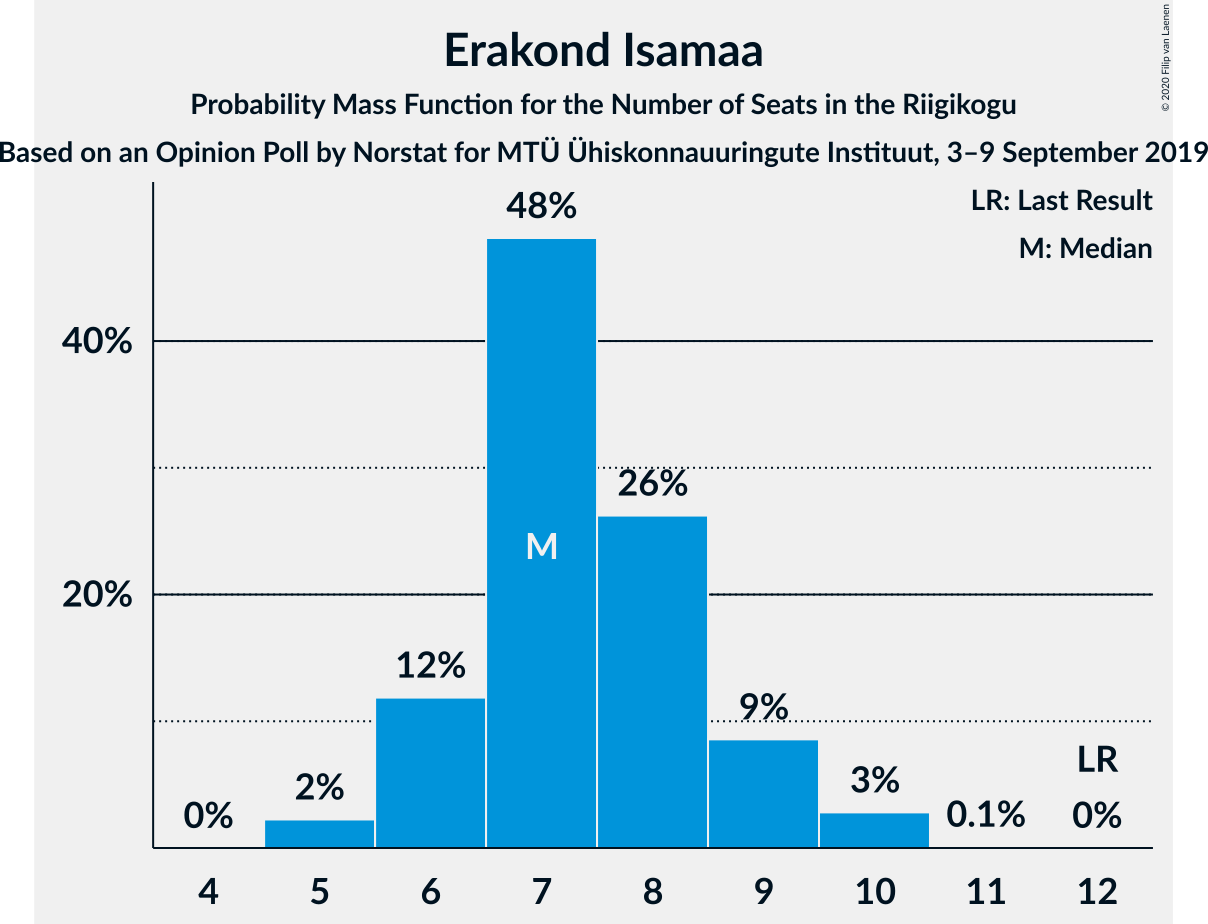 Erakond Isamaa
Probability Mass Function for the Number of Seats in the Riigikogu
Based on an Opinion Poll by Norstat for MTÜ Ühiskonnauuringute Instituut, 3–9 September 2019
© 2020 Filip van Laenen
LR: Last Result
M: Median
48%
40%
26%
M
20%
12%
9%
LR
2%
3%
0%
0.1%
0%
4 5 6 7 8 9 10 11 12